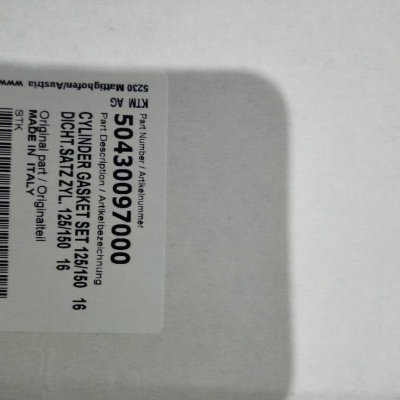 5230 Mattighofen/Austria www
KTM AG
Part Number / Artikelnummer
50430097000
Part Description / Artikelbezeichnung
CYLINDER GASKET SET 125/150 16
DICHT.SATZ ZYL. 125/150 16
Original part / Originalteil
MADE IN ITALY
STK